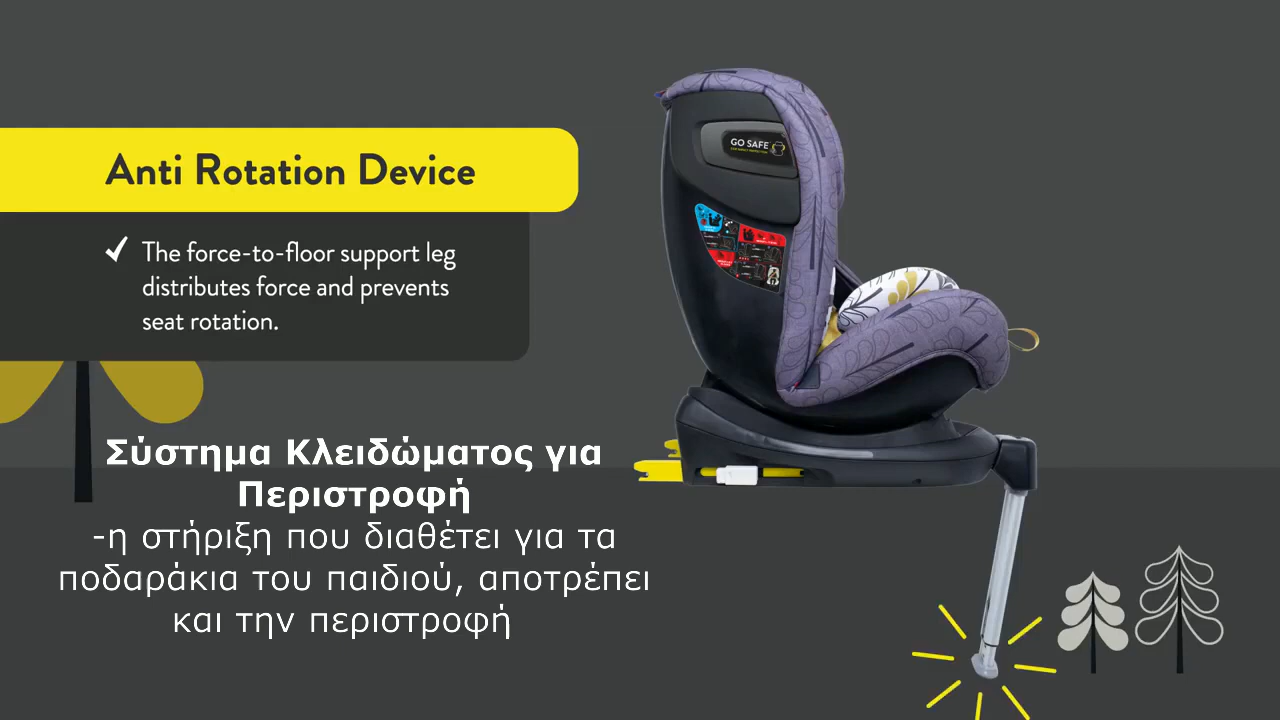 Anti Rotation Device
✓ The force-to-floor support leg
distributes force and prevents
seat rotation.
GO SAFE
Σύστημα Κλειδώματος για
Περιστροφή
-η στήριξη που διαθέτει για τα
ποδαράκια του παιδιού, αποτρέπει
και την περιστροφή